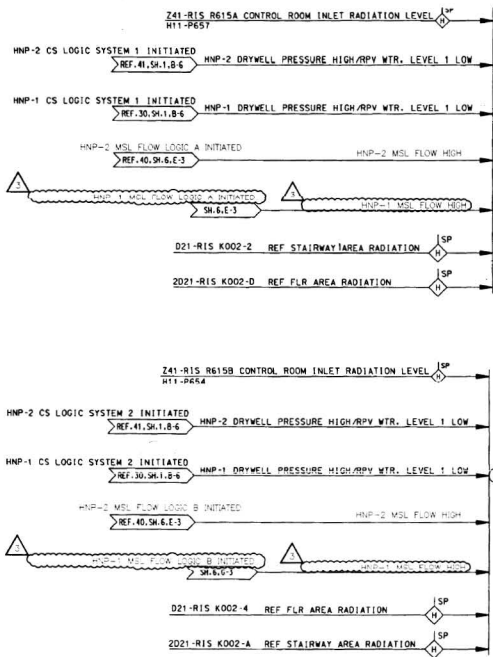 Z41-RIS R615A CONTROL ROOM INLET RADIATION LEVEL H SP
H11-P657
HNP-2 CS LOGIC SYSTEM 1 INITIATED
REF.41,SH.1,B-6 HNP-2 DRYWELL PRESSURE HIGH/RPV WTR. LEVEL 1 LOW
HNP-1 CS LOGIC SYSTEM 1 INITIATED
REF.30,SH.1,B-6 HNP-1 DRYWELL PRESSURE HIGH/RPV WTR. LEVEL 1 LOW
HNP-2 MSL FLOW LOGIC A INITIATED HNP-2 MSL FLOW HIGH
REF.40,SH.6,E-3
3 HNP-1 MSL FLOW LOGIC A INITIATED 3 HNP-1 MSL FLOW HIGH
SH.6,E-3
D21-RIS K002-2 REF STAIRWAY AREA RADIATION H SP
2D21-RIS K002-D REF FLR AREA RADIATION H SP
Z41-RIS R615B CONTROL ROOM INLET RADIATION LEVEL H SP
H11-P654
HNP-2 CS LOGIC SYSTEM 2 INITIATED
REF.41,SH.1,B-6 HNP-2 DRYWELL PRESSURE HIGH/RPV WTR. LEVEL 1 LOW
HNP-1 CS LOGIC SYSTEM 2 INITIATED
REF.30,SH.1,B-6 HNP-1 DRYWELL PRESSURE HIGH/RPV WTR. LEVEL 1 LOW
HNP-2 MSL FLOW LOGIC B INITIATED HNP-2 MSL FLOW HIGH
REF.40,SH.6,E-3
3 HNP-1 MSL FLOW LOGIC B INITIATED 3 HNP-1 MSL FLOW HIGH
SH.6,G-3
D21-RIS K002-4 REF FLR AREA RADIATION H SP
2D21-RIS K002-A REF STAIRWAY AREA RADIATION H SP